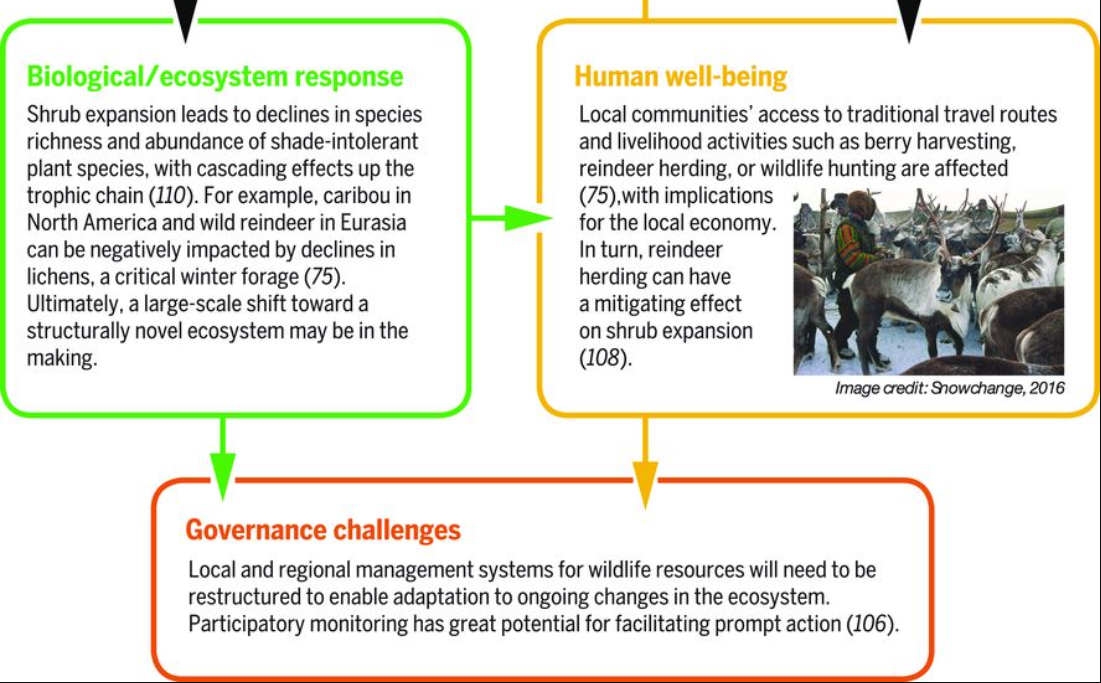 Biological/ecosystem response
Shrub expansion leads to declines in species
richness and abundance of shade-intolerant
plant species, with cascading effects up the
trophic chain (110). For example, caribou in
North America and wild reindeer in Eurasia
can be negatively impacted by declines in
lichens, a critical winter forage (75).
Ultimately, a large-scale shift toward a
structurally novel ecosystem may be in the
making.
Human well-being
Local communities’ access to traditional travel routes
and livelihood activities such as berry harvesting,
reindeer herding, or wildlife hunting are affected
(75),with implications
for the local economy.
In turn, reindeer
herding can have
a mitigating effect
on shrub expansion
(108).
Image credit: Snowchange, 2016
Governance challenges
Local and regional management systems for wildlife resources will need to be
restructured to enable adaptation to ongoing changes in the ecosystem.
Participatory monitoring has great potential for facilitating prompt action (106).